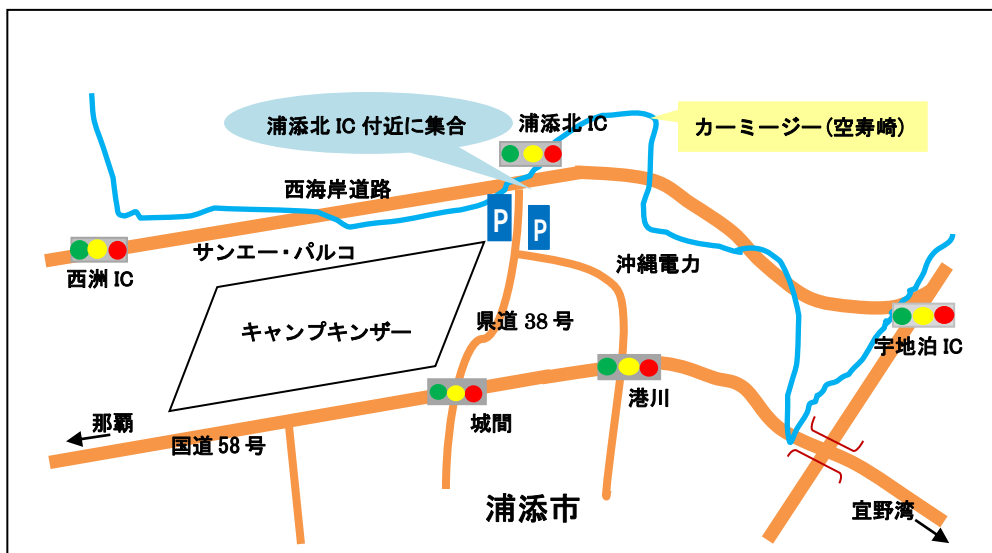 浦添北 IC 付近に集合
浦添北 IC
カーミージー(空寿崎)
西海岸道路
P
P
サンエー・パルコ
沖縄電力
西洲 IC
キャンプキンザー
県道 38 号
宇地泊 IC
港川
城間
那覇
国道 58 号
浦添市
宜野湾